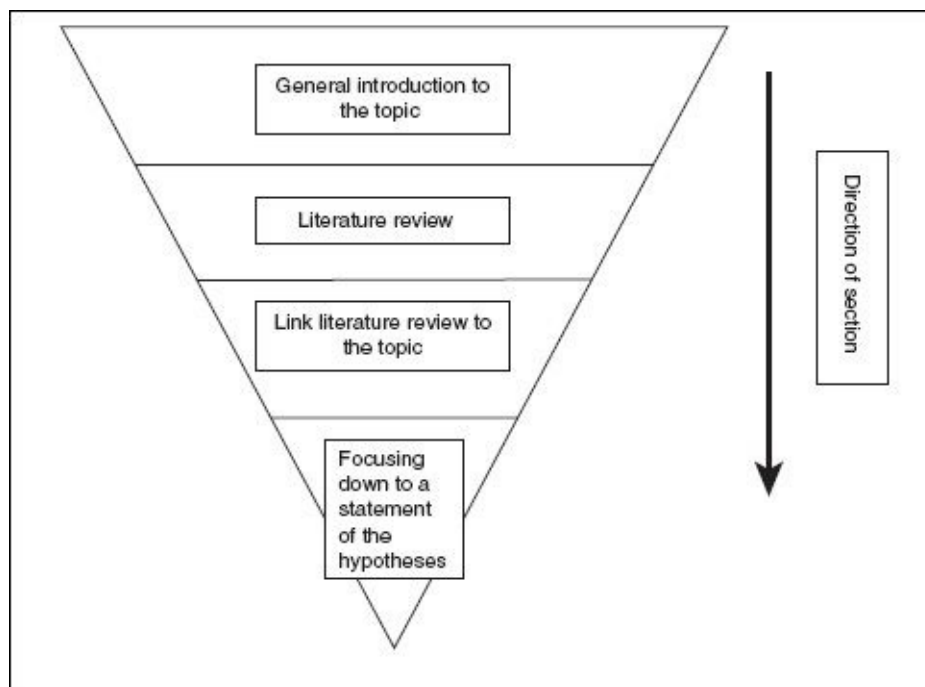 General introduction to
the topic
Literature review
Link literature review to
the topic
Focusing
down to a
statement
of the
hypotheses
Direction of section